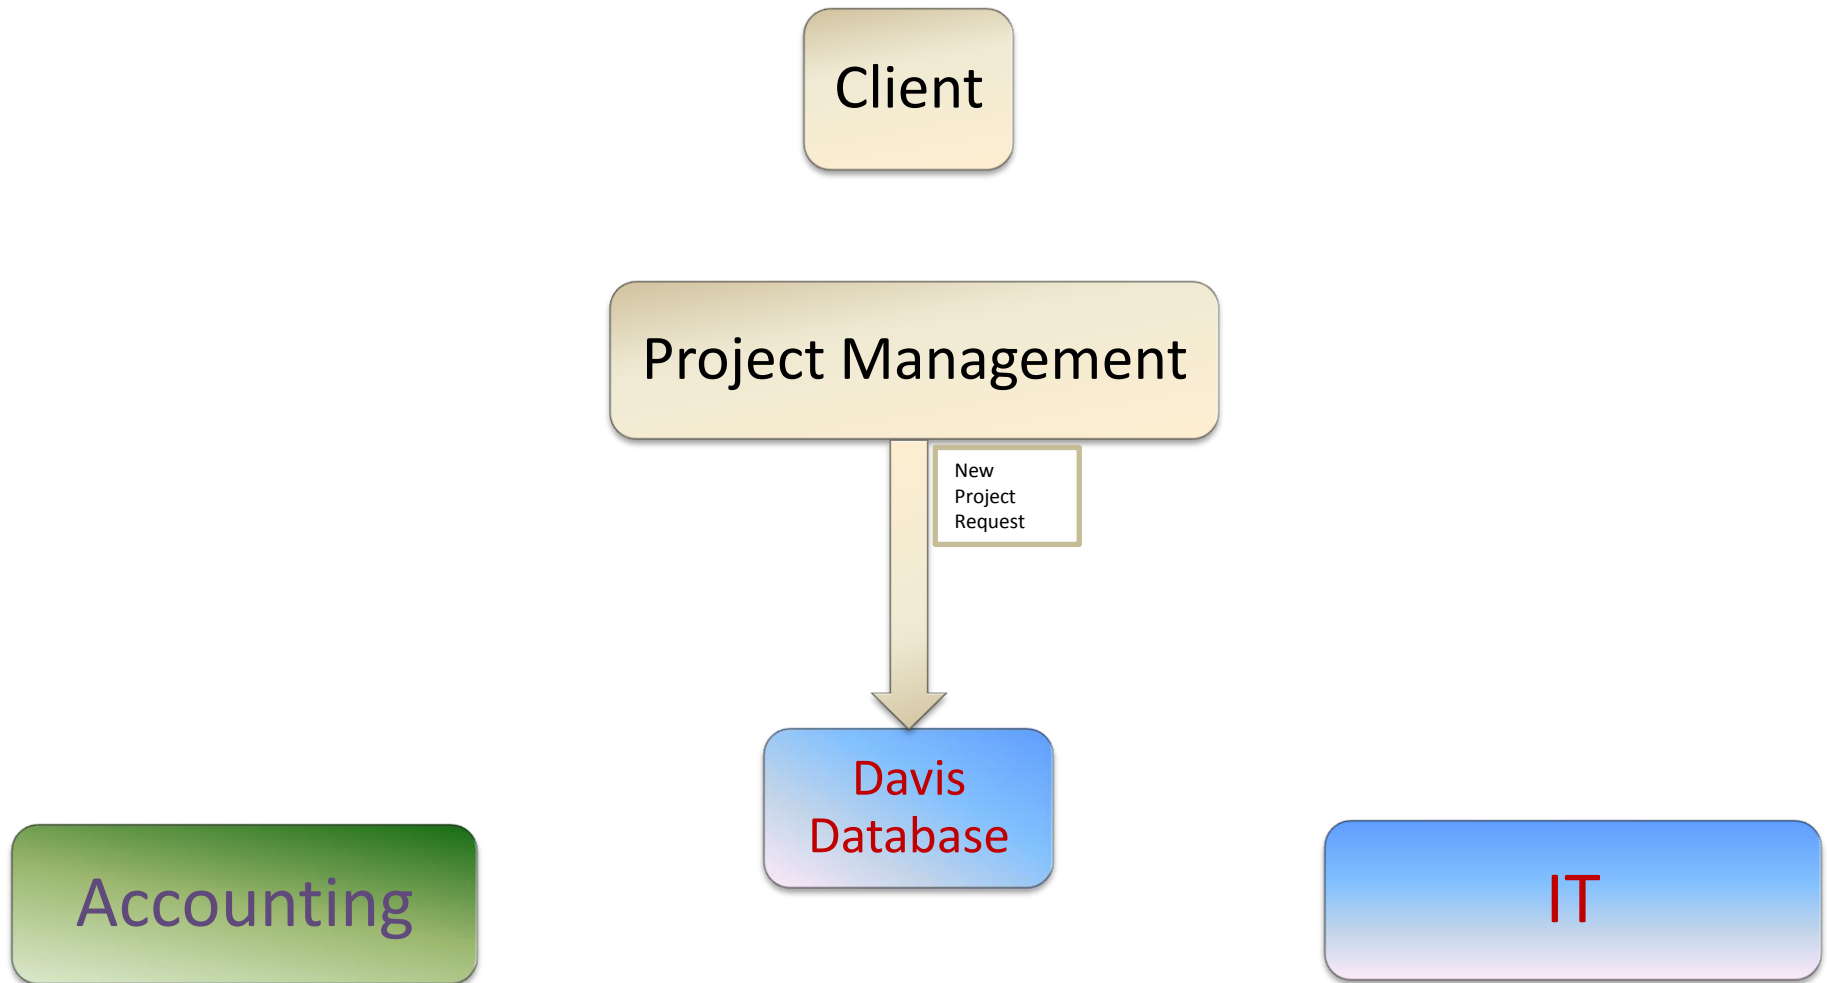 Client
Project Management
New
Project
Request
Davis
Database
Accounting
IT